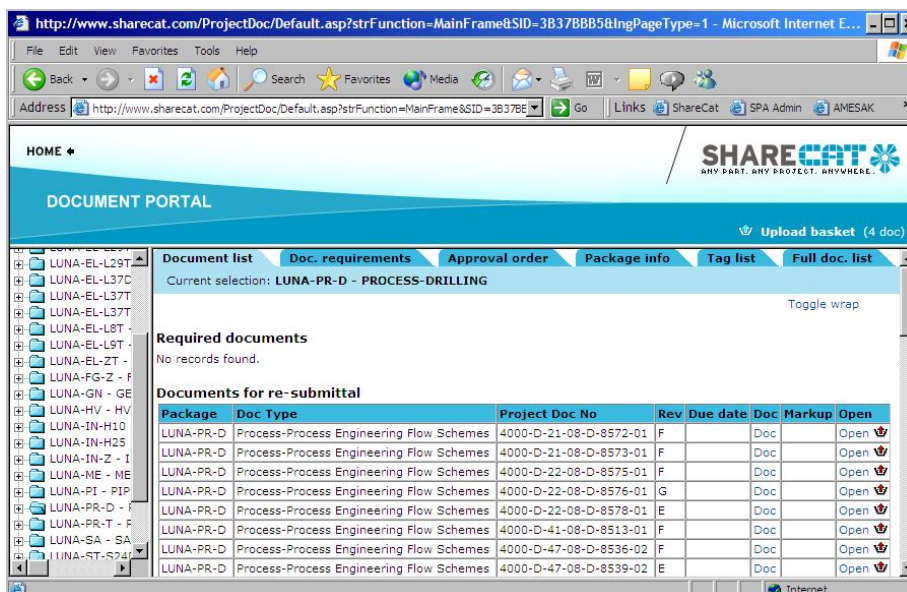 http://www.sharecat.com/ProjectDoc/Default.asp?strFunction=MainFrame&SID=3B37BBB5&lngPageType=1 - Microsoft Internet E...
File Edit View Favorites Tools Help
Back Search Favorites Media
Address http://www.sharecat.com/ProjectDoc/Default.asp?strFunction=MainFrame&SID=3B37BB Go Links ShareCat SPA Admin AMESAK
HOME
SHARECAT
ANY PART. ANY PROJECT. ANYWHERE.
DOCUMENT PORTAL
Upload basket (4 doc)
LUNA-EL-L29T
LUNA-EL-L37D
LUNA-EL-L37T
LUNA-EL-L37T
LUNA-EL-L8T -
LUNA-EL-L9T -
LUNA-EL-ZT -
LUNA-FG-Z - F
LUNA-GN - GE
LUNA-HV - HV
LUNA-IN-H10
LUNA-IN-H25
LUNA-IN-Z - I
LUNA-ME - ME
LUNA-PI - PIP
LUNA-PR-D -
LUNA-PR-T - F
LUNA-SA - SA
LUNA-ST-S240
Document list Doc. requirements Approval order Package info Tag list Full doc. list
Current selection: LUNA-PR-D - PROCESS-DRILLING
Toggle wrap
Required documents
No records found.
Documents for re-submittal
Package Doc Type Project Doc No Rev Due date Doc Markup Open
LUNA-PR-D Process-Process Engineering Flow Schemes 4000-D-21-08-D-8572-01 F Doc Open
LUNA-PR-D Process-Process Engineering Flow Schemes 4000-D-21-08-D-8573-01 F Doc Open
LUNA-PR-D Process-Process Engineering Flow Schemes 4000-D-22-08-D-8575-01 F Doc Open
LUNA-PR-D Process-Process Engineering Flow Schemes 4000-D-22-08-D-8576-01 G Doc Open
LUNA-PR-D Process-Process Engineering Flow Schemes 4000-D-22-08-D-8578-01 E Doc Open
LUNA-PR-D Process-Process Engineering Flow Schemes 4000-D-41-08-D-8513-01 F Doc Open
LUNA-PR-D Process-Process Engineering Flow Schemes 4000-D-47-08-D-8536-02 F Doc Open
LUNA-PR-D Process-Process Engineering Flow Schemes 4000-D-47-08-D-8539-02 E Doc Open
Internet